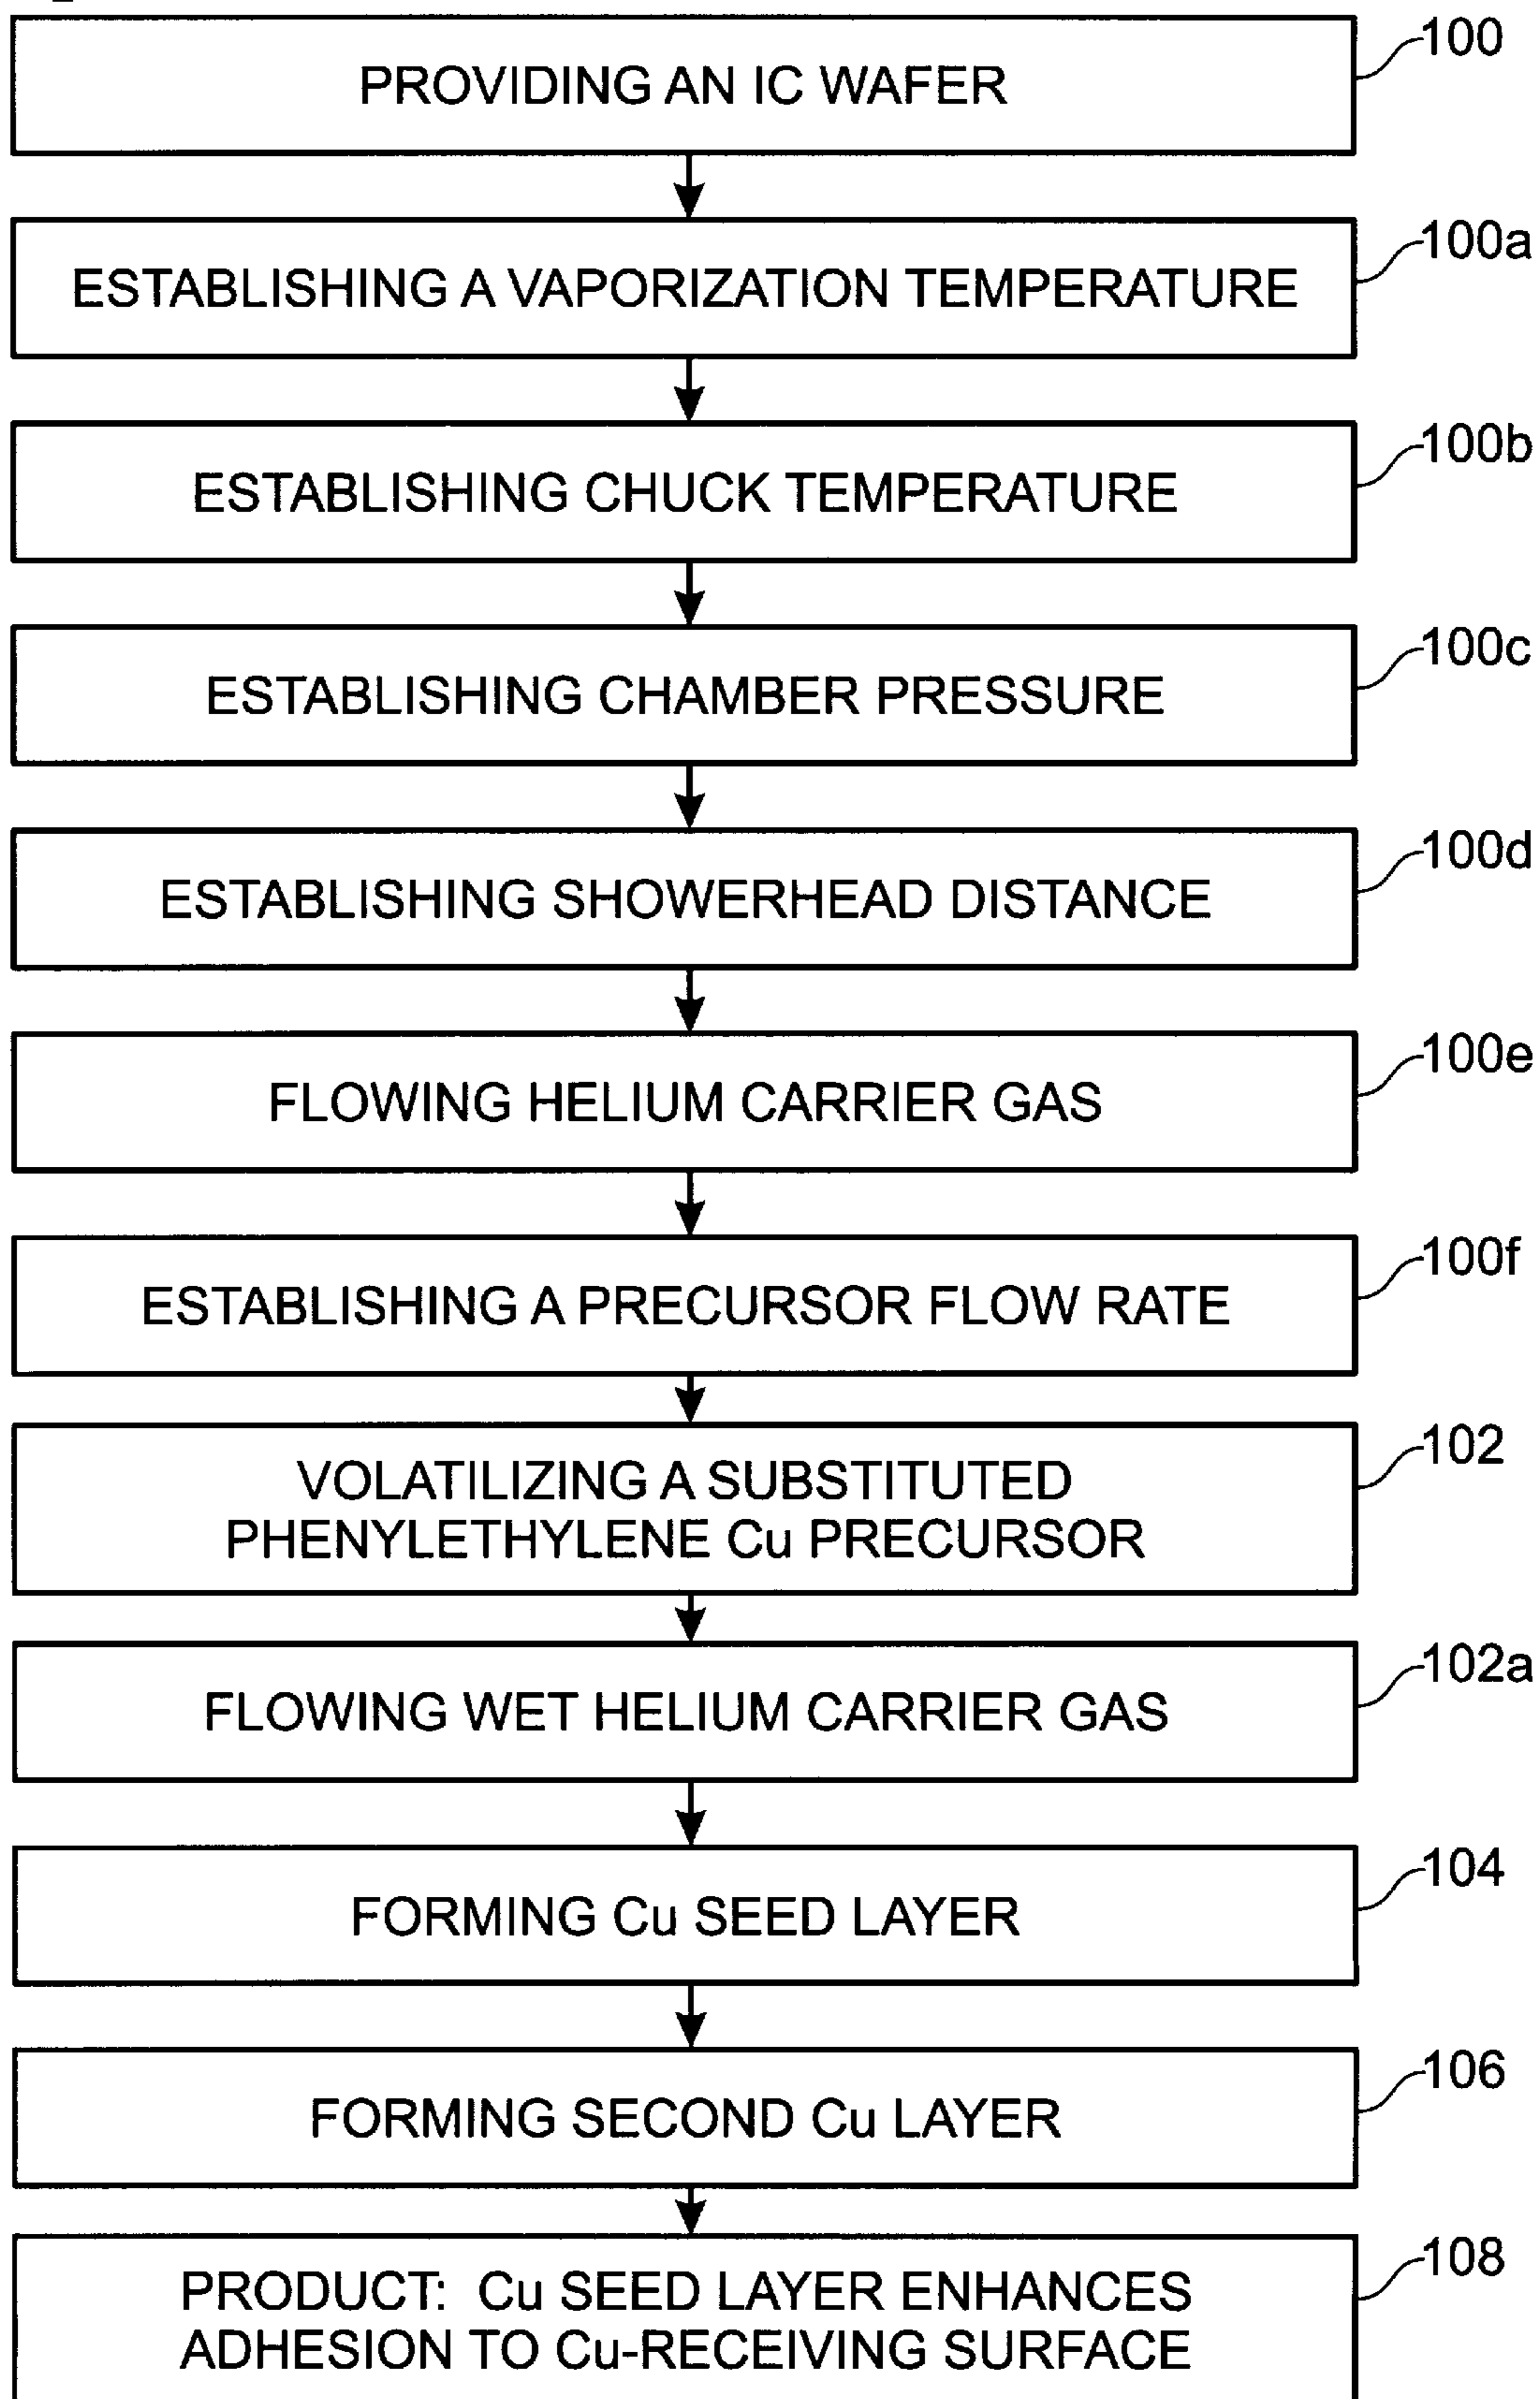 PROVIDING AN IC WAFER
100
ESTABLISHING A VAPORIZATION TEMPERATURE
100a
ESTABLISHING CHUCK TEMPERATURE
100b
ESTABLISHING CHAMBER PRESSURE
100c
ESTABLISHING SHOWERHEAD DISTANCE
100d
FLOWING HELIUM CARRIER GAS
100e
ESTABLISHING A PRECURSOR FLOW RATE
100f
VOLATILIZING A SUBSTITUTED
PHENYLETHYLENE Cu PRECURSOR
102
FLOWING WET HELIUM CARRIER GAS
102a
FORMING Cu SEED LAYER
104
FORMING SECOND Cu LAYER
106
PRODUCT: Cu SEED LAYER ENHANCES
ADHESION TO Cu-RECEIVING SURFACE
108